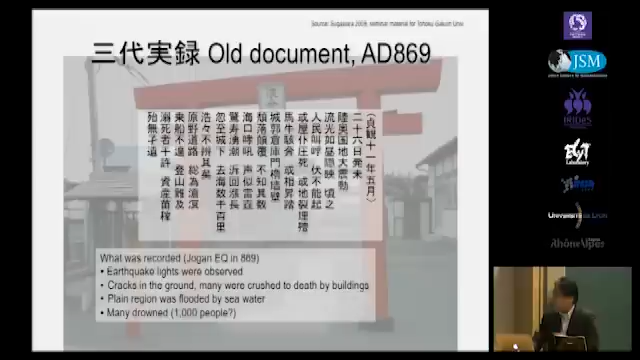 Source: Sugawara 2009, seminar material for Tohoku Gakuin Univ.
三代実録 Old document, AD869
(貞観十一年五月)
二十六日癸未
陸奥国地大震動
流光如昼隠映 頃之
人民叫呼 伏不能起
或屋仆圧死 或地裂埋殪
馬牛駭奔 或相昇踏
城郭倉庫門櫓墻壁
頽落顛覆 不知其数
海口哮吼 声似雷霆
驚涛湧潮 泝回漲長
忽至城下 去海数千百里
浩々不辨其
原野道路 惣為滄溟
乗船不遑 登山難及
溺死者千許 資産苗稼
殆無孑遺
What was recorded (Jogan EQ in 869)
• Earthquake lights were observed
• Cracks in the ground, many were crushed to death by buildings
• Plain region was flooded by sea water
• Many drowned (1,000 people?)
JSM
IRIDeS
Laboratory
Université de Lyon
RhôneAlpes